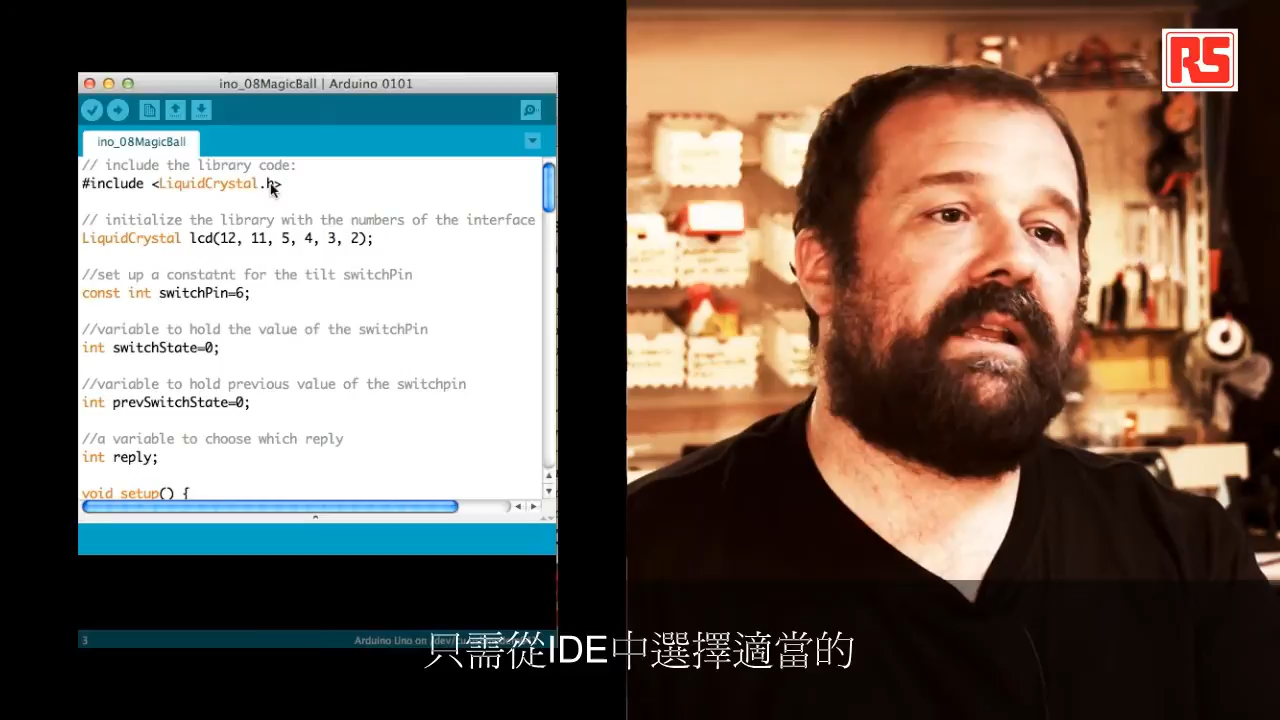 RS
ino_08MagicBall | Arduino 0101
ino_08MagicBall
// include the library code:
#include <LiquidCrystal.h>
// initialize the library with the numbers of the interface
LiquidCrystal lcd(12, 11, 5, 4, 3, 2);
//set up a constatnt for the tilt switchPin
const int switchPin=6;
//variable to hold the value of the switchPin
int switchState=0;
//variable to hold previous value of the switchpin
int prevSwitchState=0;
//a variable to choose which reply
int reply;
void setup() {
3
Arduino Uno on
只需從IDE中選擇適當的